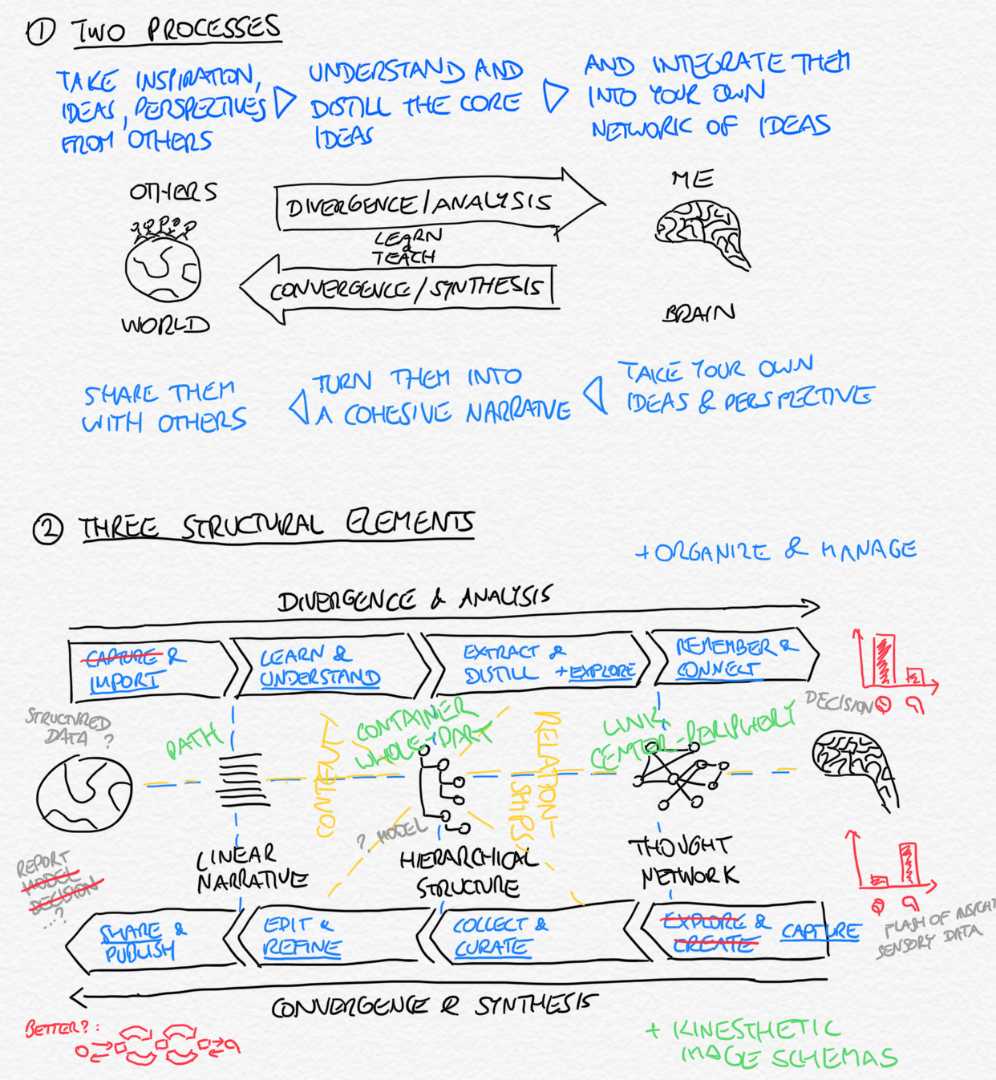 ① TWO PROCESSES
TAKE INSPIRATION,
IDEAS, PERSPECTIVES
FROM OTHERS
UNDERSTAND AND
DISTILL THE CORE
IDEAS
AND INTEGRATE THEM
INTO YOUR OWN
NETWORK OF IDEAS
OTHERS
WORLD
DIVERGENCE/ANALYSIS
LEARN
&
TEACH
CONVERGENCE/SYNTHESIS
ME
BRAIN
SHARE THEM
WITH OTHERS
TURN THEM INTO
A COHESIVE NARRATIVE
TAKE YOUR OWN
IDEAS & PERSPECTIVE
② THREE STRUCTURAL ELEMENTS
+ ORGANIZE & MANAGE
DIVERGENCE & ANALYSIS
CAPTURE &
IMPORT
LEARN &
UNDERSTAND
EXTRACT &
DISTILL + EXPLORE
REMEMBER &
CONNECT
STRUCTURED
DATA ?
PATH
CONTENT
CONTAINER
WHOLE-PART
RELATION-
SHIPS
LINK
CENTER-PERIPHERY
DECISION
? MODEL
LINEAR
NARRATIVE
HIERARCHICAL
STRUCTURE
THOUGHT
NETWORK
REPORT
MODEL
DECISION
...?
SHARE &
PUBLISH
EDIT &
REFINE
COLLECT &
CURATE
EXPLORE &
CREATE CAPTURE
FLASH OF INSIGHT
SENSORY DATA
CONVERGENCE & SYNTHESIS
BETTER?:
+ KINESTHETIC
IMAGE SCHEMAS